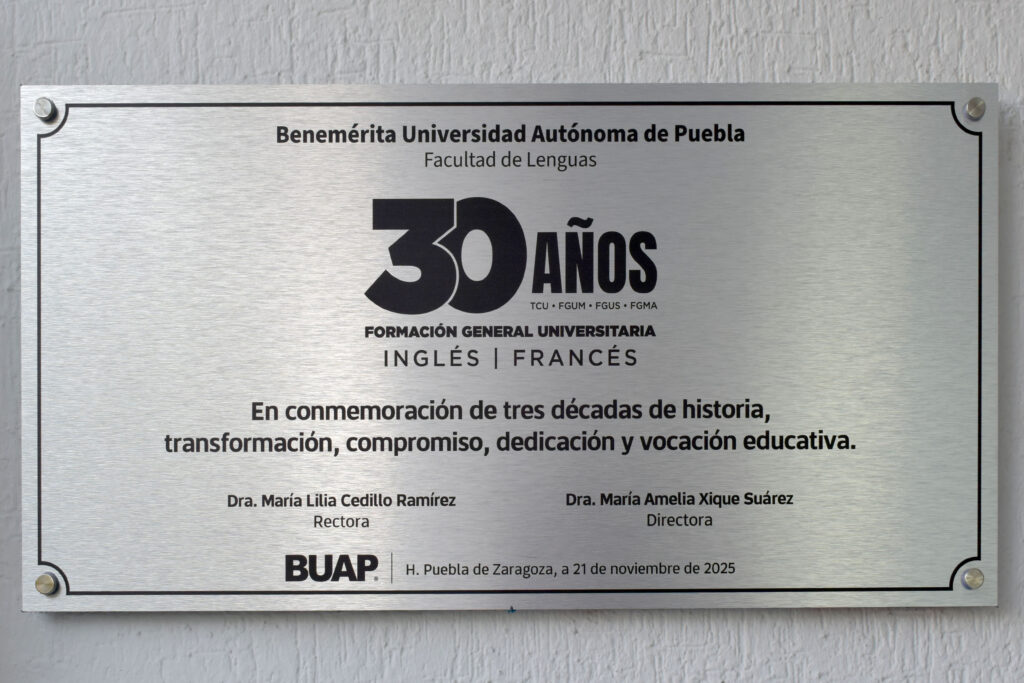 Benemérita Universidad Autónoma de Puebla
Facultad de Lenguas
30 AÑOS
TCU • FGUM • FGUS • FGMA
FORMACIÓN GENERAL UNIVERSITARIA
INGLÉS | FRANCÉS
En conmemoración de tres décadas de historia,
transformación, compromiso, dedicación y vocación educativa.
Dra. María Lilia Cedillo Ramírez
Rectora
Dra. María Amelia Xique Suárez
Directora
BUAP® | H. Puebla de Zaragoza, a 21 de noviembre de 2025